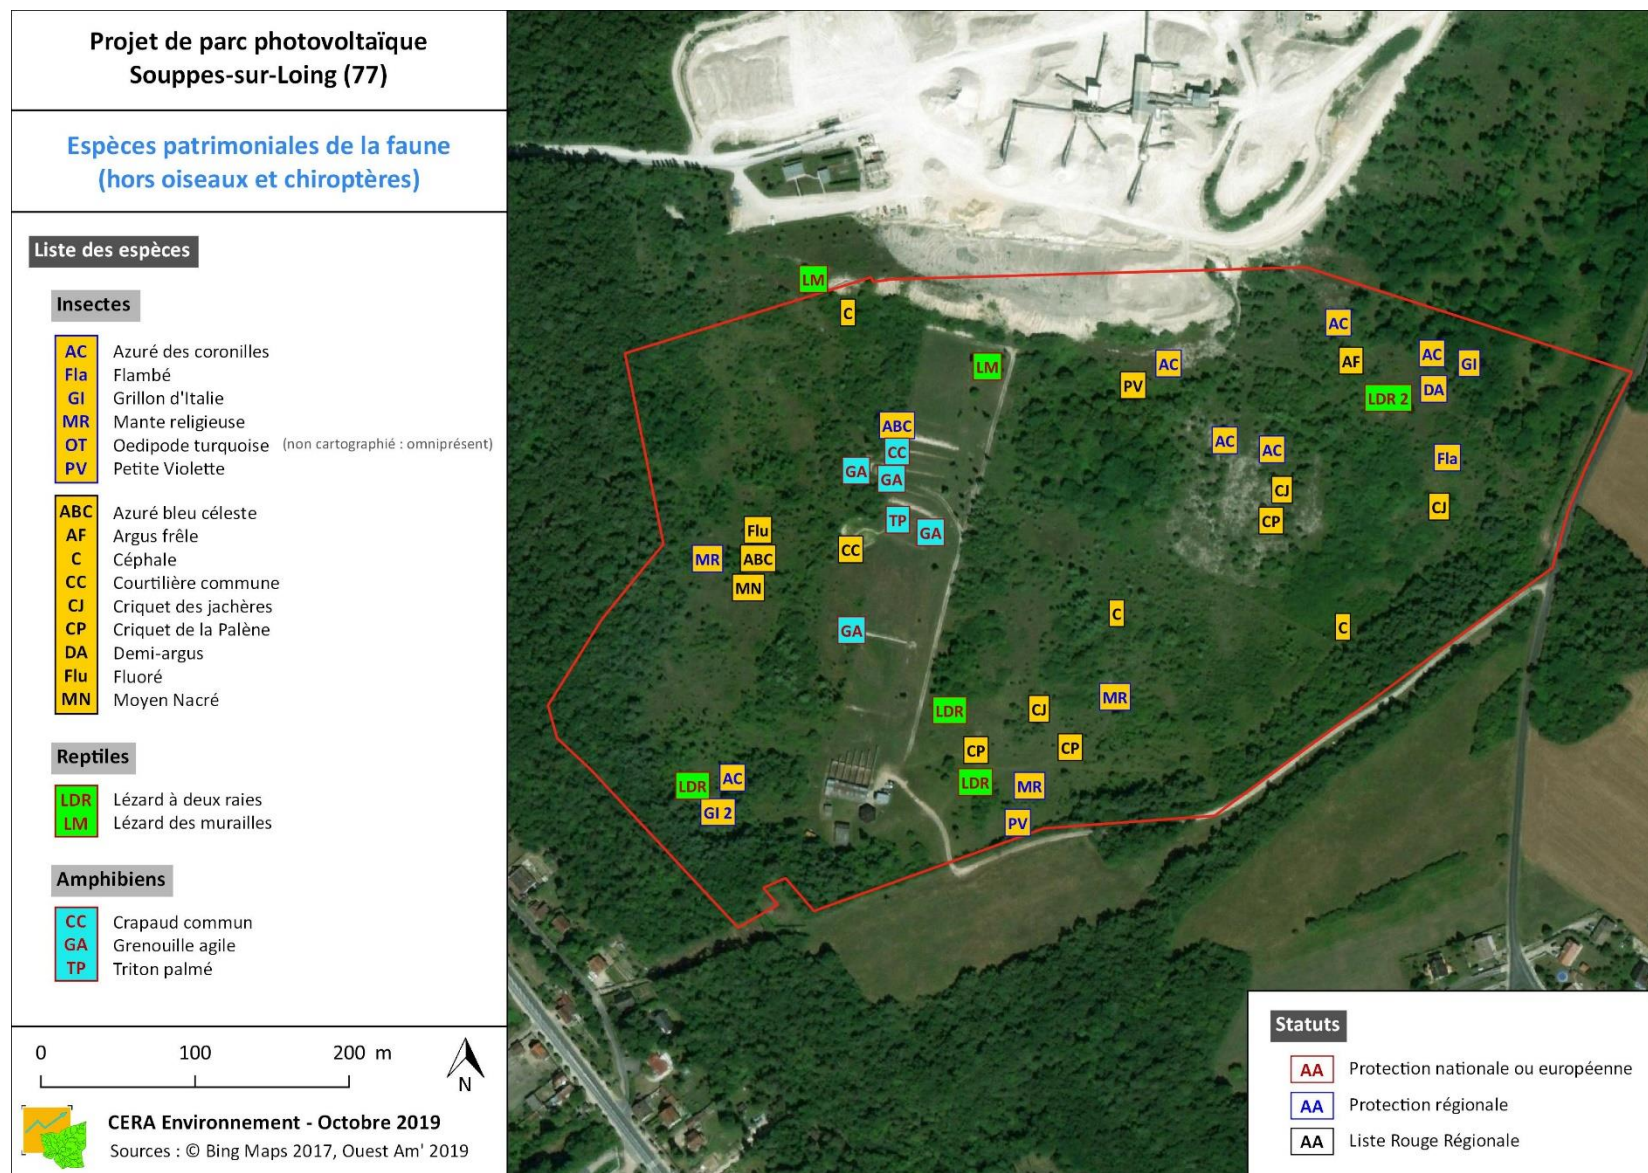 Projet de parc photovoltaïque
Souppes-sur-Loing (77)
Espèces patrimoniales de la faune
(hors oiseaux et chiroptères)
Liste des espèces
Insectes
AC Azuré des coronilles
Fla Flambé
GI Grillon d'Italie
MR Mante religieuse
OT Oedipode turquoise (non cartographié : omniprésent)
PV Petite Violette
ABC Azuré bleu céleste
AF Argus frêle
C Céphale
CC Courtilière commune
CJ Criquet des jachères
CP Criquet de la Palène
DA Demi-argus
Flu Fluoré
MN Moyen Nacré
Reptiles
LDR Lézard à deux raies
LM Lézard des murailles
Amphibiens
CC Crapaud commun
GA Grenouille agile
TP Triton palmé
0 100 200 m
N
CERA Environnement - Octobre 2019
Sources : © Bing Maps 2017, Ouest Am' 2019
LM
C
AC
LM
AC
AF
AC
GI
PV
LDR 2
DA
ABC
AC
AC
CC
Fla
GA
GA
CJ
CJ
TP
CP
Flu
GA
CC
MR
ABC
MN
C
C
GA
MR
LDR
CJ
CP
CP
LDR
AC
LDR
MR
GI 2
PV
Statuts
AA Protection nationale ou européenne
AA Protection régionale
AA Liste Rouge Régionale